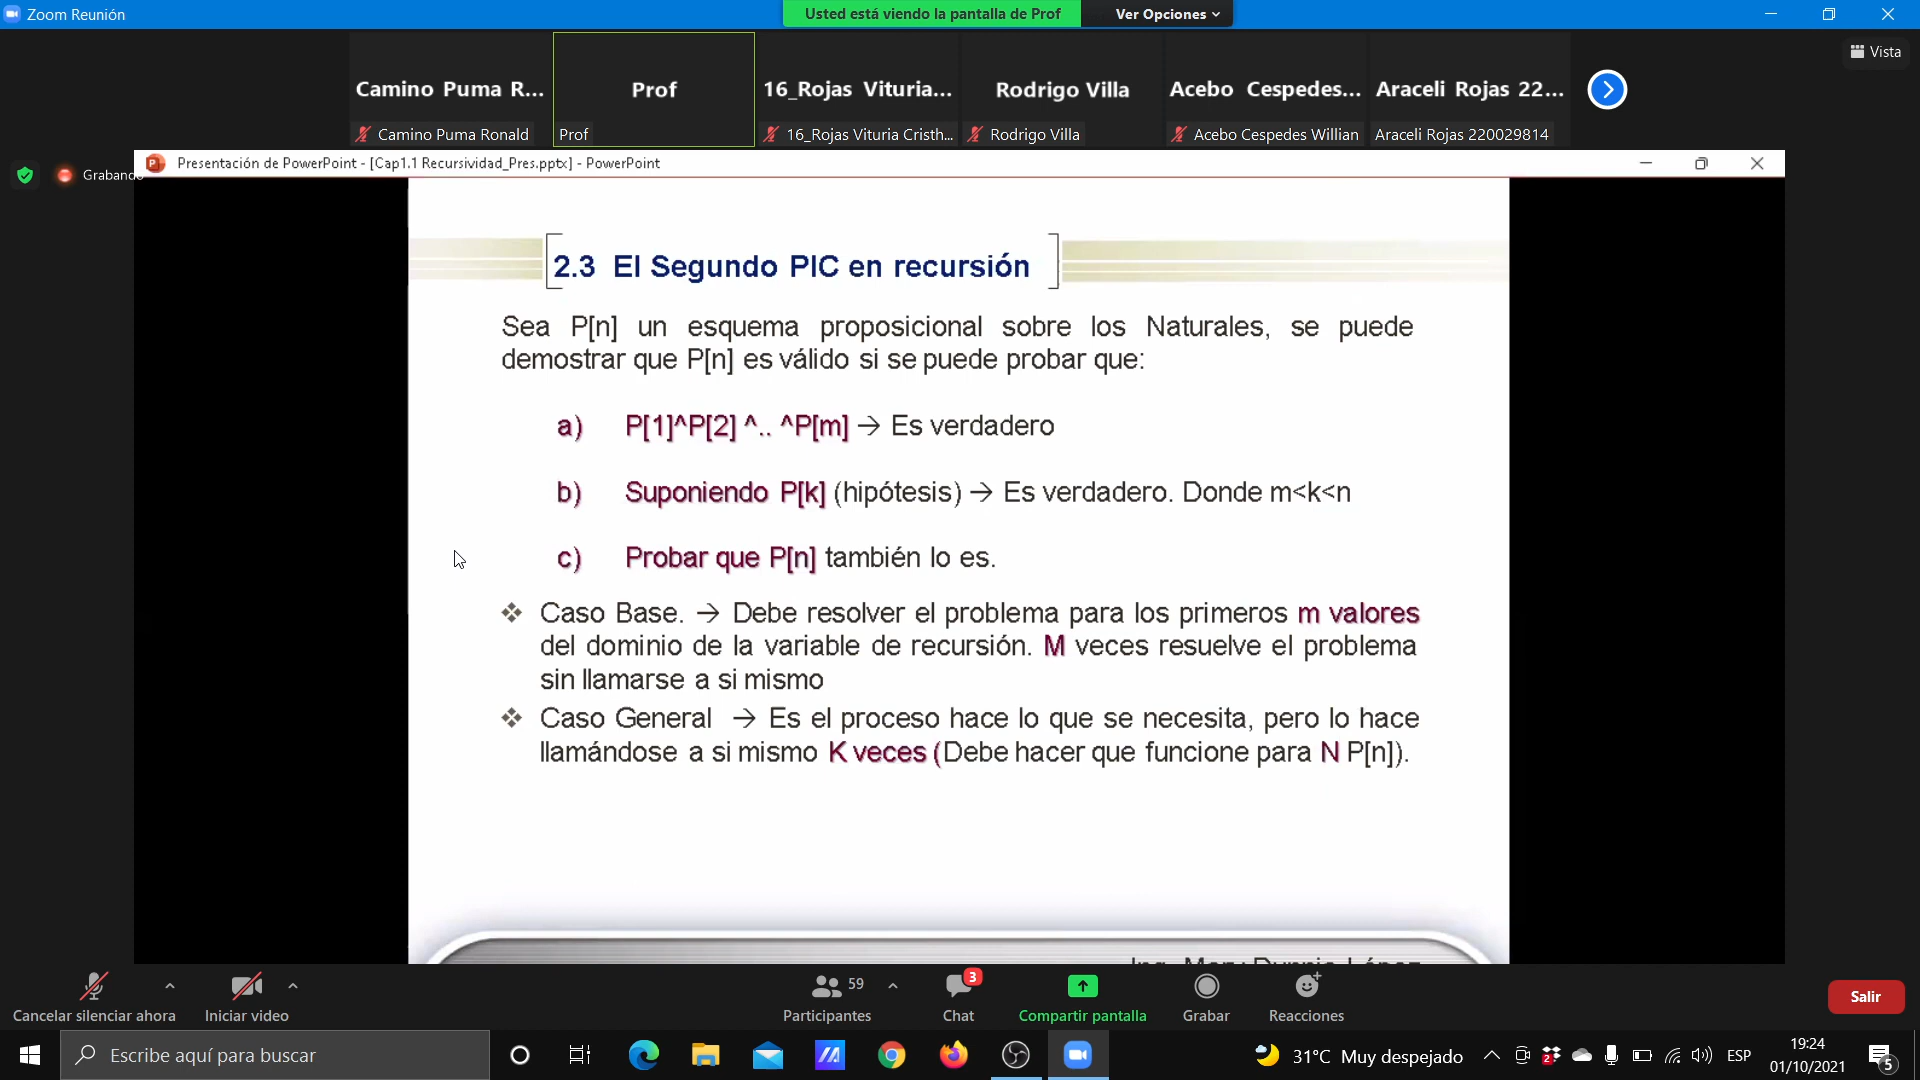 Zoom Reunión
Usted está viendo la pantalla de Prof
Ver Opciones
Vista
Camino Puma R...
Prof
16_Rojas Vituria...
Rodrigo Villa
Acebo Cespedes...
Araceli Rojas 22...
Camino Puma Ronald
Prof
16_Rojas Vituria Cristh...
Rodrigo Villa
Acebo Cespedes Willian
Araceli Rojas 220029814
Grabando
Presentación de PowerPoint - [Cap1.1 Recursividad_Pres.pptx] - PowerPoint
2.3 El Segundo PIC en recursión
Sea P[n] un esquema proposicional sobre los Naturales, se puede
demostrar que P[n] es válido si se puede probar que:
a) P[1]^P[2] ^.. ^P[m] → Es verdadero
b) Suponiendo P[k] (hipótesis) → Es verdadero. Donde m<k<n
c) Probar que P[n] también lo es.
❖ Caso Base. → Debe resolver el problema para los primeros m valores
del dominio de la variable de recursión. M veces resuelve el problema
sin llamarse a si mismo
❖ Caso General → Es el proceso hace lo que se necesita, pero lo hace
llamándose a si mismo K veces (Debe hacer que funcione para N P[n]).
Cancelar silenciar ahora
Iniciar video
59
Participantes
3
Chat
Compartir pantalla
Grabar
Reacciones
Salir
Escribe aquí para buscar
31°C Muy despejado
2
ESP
19:24
01/10/2021
5